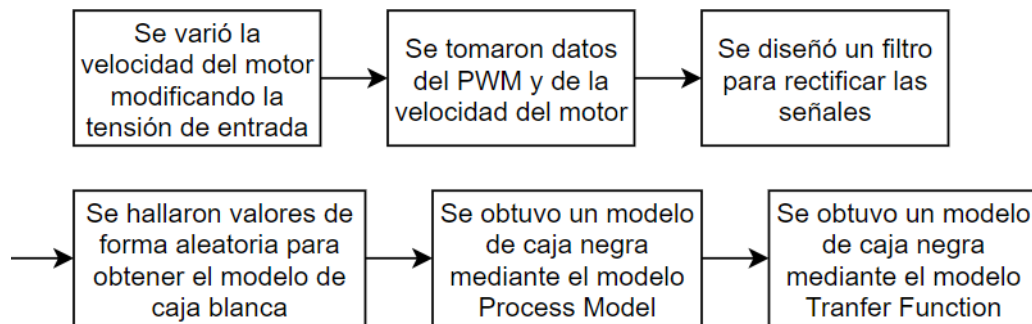 Se varió la
velocidad del motor
modificando la
tensión de entrada
Se tomaron datos
del PWM y de la
velocidad del motor
Se diseñó un filtro
para rectificar las
señales
Se hallaron valores de
forma aleatoria para
obtener el modelo de
caja blanca
Se obtuvo un modelo
de caja negra
mediante el modelo
Process Model
Se obtuvo un modelo
de caja negra
mediante el modelo
Tranfer Function